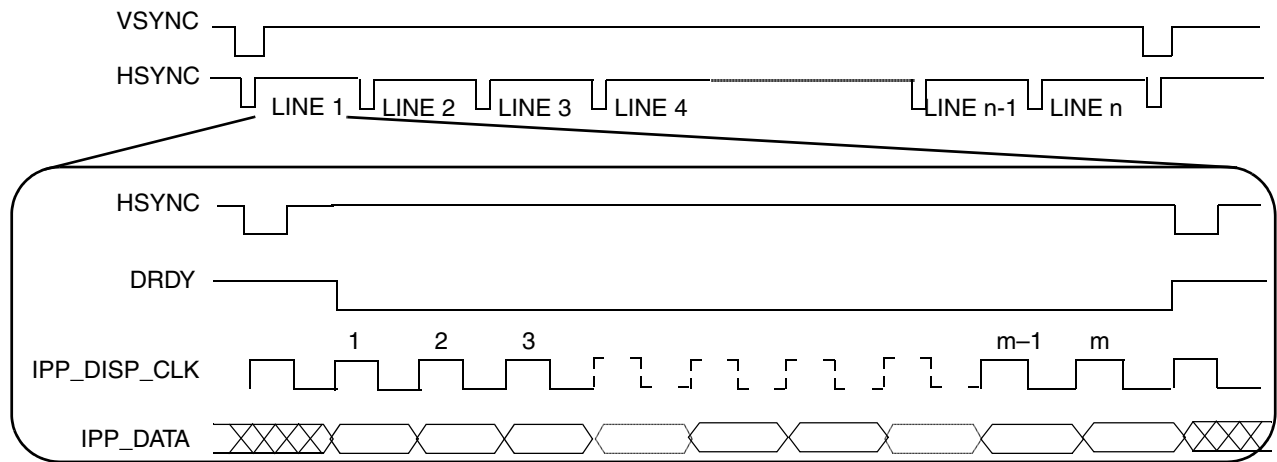 VSYNC
HSYNC
LINE 1 LINE 2 LINE 3 LINE 4 LINE n-1 LINE n
HSYNC
DRDY
1 2 3 m–1 m
IPP_DISP_CLK
IPP_DATA